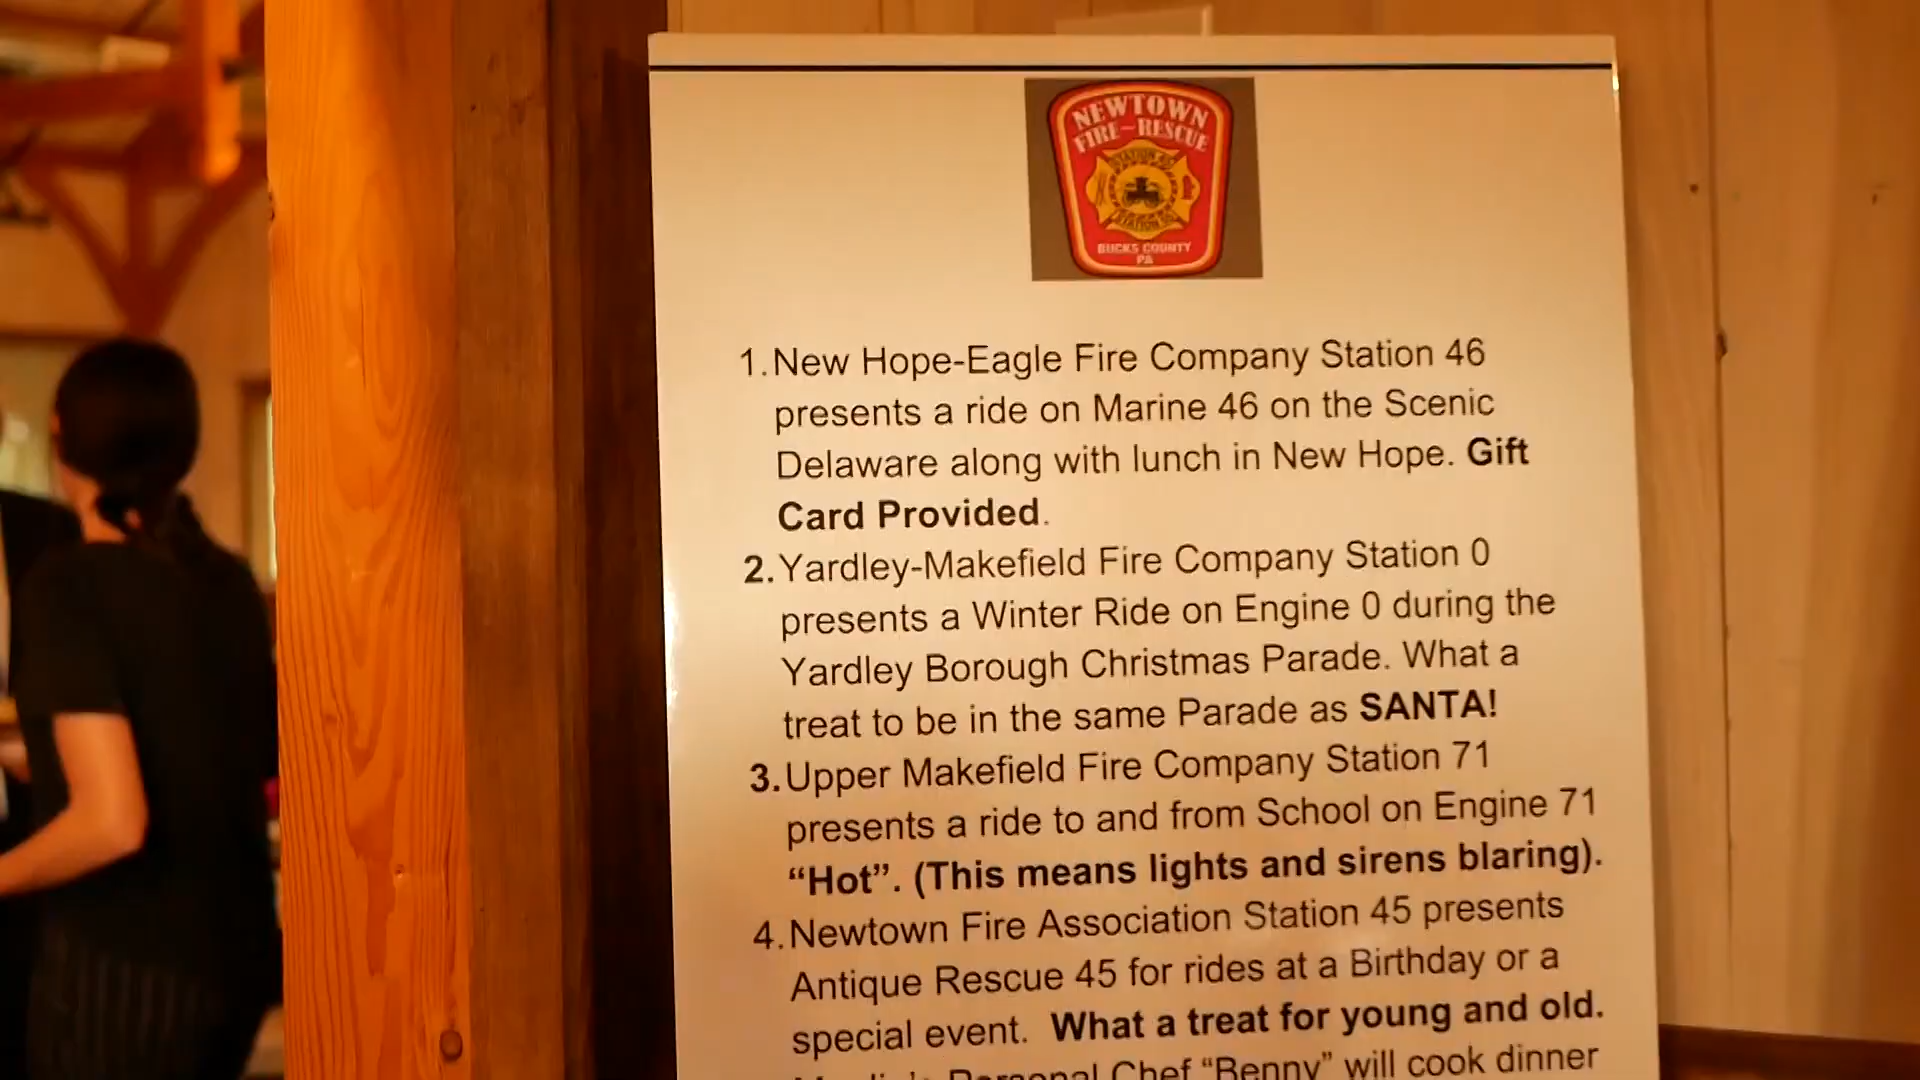 NEWTOWN
FIRE-RESCUE
STATION 45
STATION 55
BUCKS COUNTY
PA
1. New Hope-Eagle Fire Company Station 46
presents a ride on Marine 46 on the Scenic
Delaware along with lunch in New Hope. Gift
Card Provided.
2. Yardley-Makefield Fire Company Station 0
presents a Winter Ride on Engine 0 during the
Yardley Borough Christmas Parade. What a
treat to be in the same Parade as SANTA!
3. Upper Makefield Fire Company Station 71
presents a ride to and from School on Engine 71
“Hot”. (This means lights and sirens blaring).
4. Newtown Fire Association Station 45 presents
Antique Rescue 45 for rides at a Birthday or a
special event. What a treat for young and old.
Personal Chef “Benny” will cook dinner